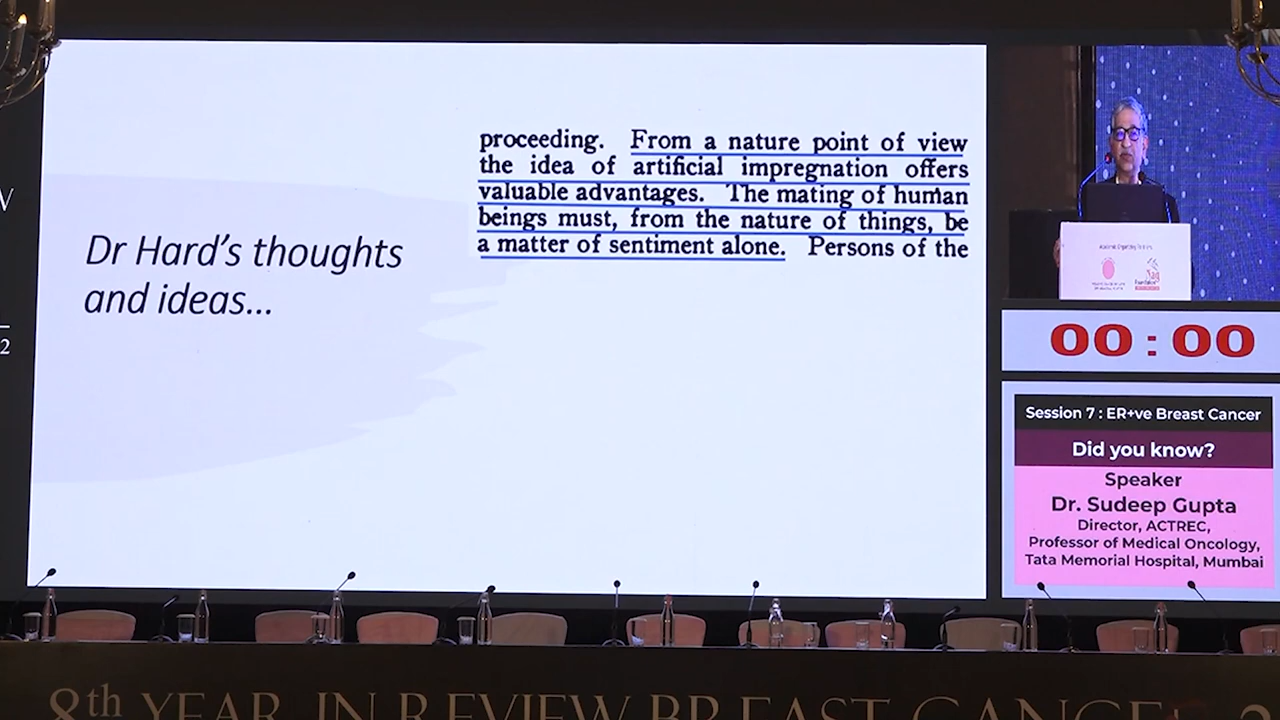 proceeding. From a nature point of view
the idea of artificial impregnation offers
valuable advantages. The mating of human
beings must, from the nature of things, be
a matter of sentiment alone. Persons of the
Dr Hard's thoughts
and ideas...
V
2
00:00
Session 7 : ER+ve Breast Cancer
Did you know?
Speaker
Dr. Sudeep Gupta
Director, ACTREC,
Professor of Medical Oncology,
Tata Memorial Hospital, Mumbai
8th YEAR IN REVIEW BREAST CANCE